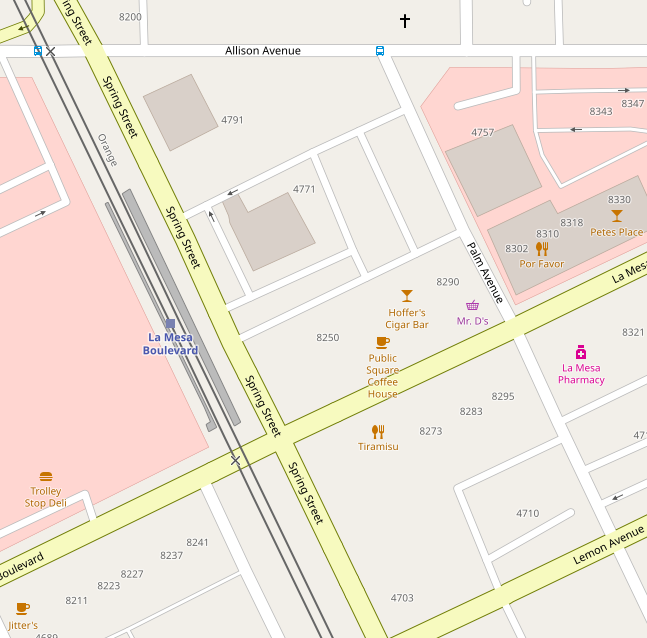 ing Street
8200
Allison Avenue
Spring Street
4791
8343
8347
4757
Orange
4771
8330
8318
8310
8302
Petes Place
Por Favor
Spring Street
Palm Avenue
La Mesa
8290
Hoffer's
Cigar Bar
Mr. D's
La Mesa
Boulevard
8250
8321
Public
Square
Coffee
House
La Mesa
Pharmacy
Spring Street
8295
8283
8273
Tiramisu
Trolley
Stop Deli
Spring Street
4710
8241
8237
8227
8223
8211
Boulevard
Lemon Avenue
4703
Jitter's
4689